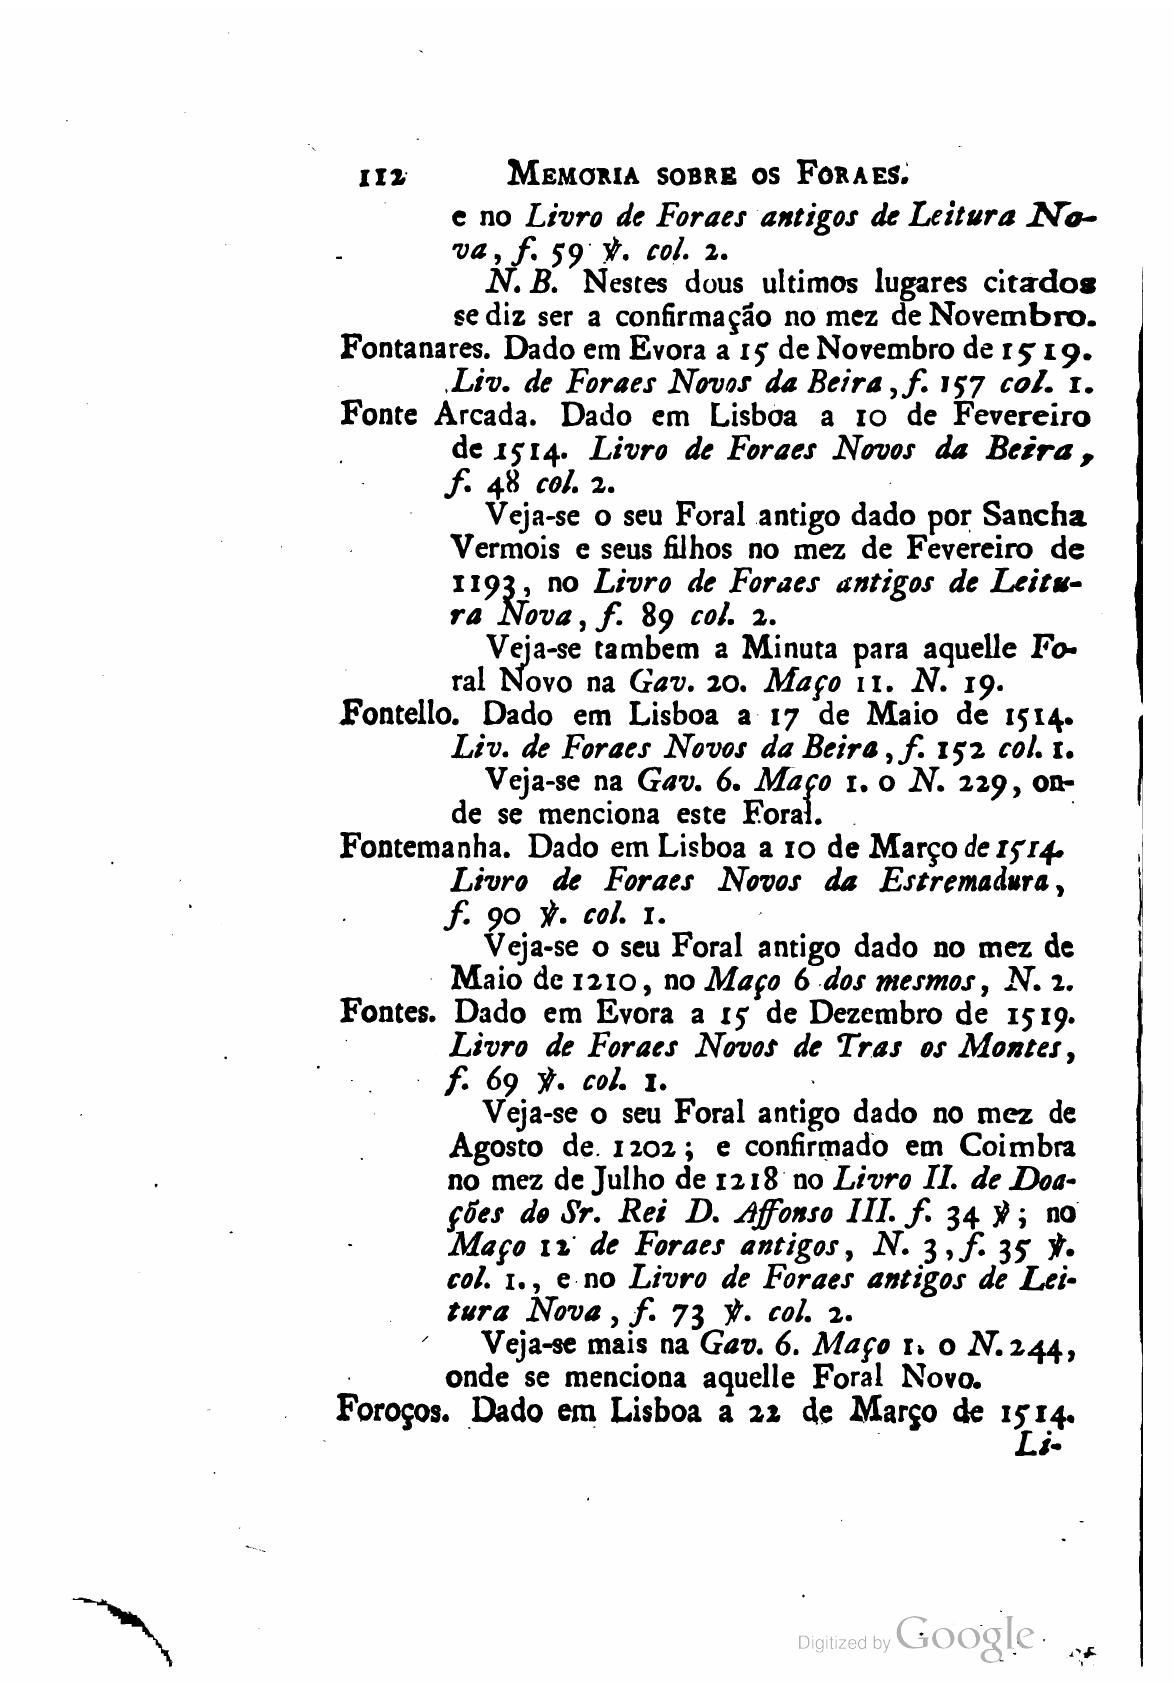 112 MEMORIA SOBRE OS FORAES.
e no Livro de Foraes antigos de Leitura No-
va, f. 59 ℣. col. 2.
N. B. Nestes dous ultimos lugares citados
se diz ser a confirmação no mez de Novembro.
Fontanares. Dado em Evora a 15 de Novembro de 1519.
Liv. de Foraes Novos da Beira, f. 157 col. 1.
Fonte Arcada. Dado em Lisboa a 10 de Fevereiro
de 1514. Livro de Foraes Novos da Beira,
f. 48 col. 2.
Veja-se o seu Foral antigo dado por Sancha
Vermois e seus filhos no mez de Fevereiro de
1193, no Livro de Foraes antigos de Leitu-
ra Nova, f. 89 col. 2.
Veja-se tambem a Minuta para aquelle Fo-
ral Novo na Gav. 20. Maço 11. N. 19.
Fontello. Dado em Lisboa a 17 de Maio de 1514.
Liv. de Foraes Novos da Beira, f. 152 col. 1.
Veja-se na Gav. 6. Maço 1. o N. 229, on-
de se menciona este Foral.
Fontemanha. Dado em Lisboa a 10 de Março de 1514.
Livro de Foraes Novos da Estremadura,
f. 90 ℣. col. 1.
Veja-se o seu Foral antigo dado no mez de
Maio de 1210, no Maço 6 dos mesmos, N. 2.
Fontes. Dado em Evora a 15 de Dezembro de 1519.
Livro de Foraes Novos de Tras os Montes,
f. 69 ℣. col. 1.
Veja-se o seu Foral antigo dado no mez de
Agosto de 1202; e confirmado em Coimbra
no mez de Julho de 1218 no Livro II. de Doa-
ções do Sr. Rei D. Affonso III. f. 34 ℣; no
Maço 12 de Foraes antigos, N. 3, f. 35 ℣.
col. 1., e no Livro de Foraes antigos de Lei-
tura Nova, f. 73 ℣. col. 2.
Veja-se mais na Gav. 6. Maço 1. o N. 244,
onde se menciona aquelle Foral Novo.
Foroços. Dado em Lisboa a 22 de Março de 1514.
Li-
Digitized by Google